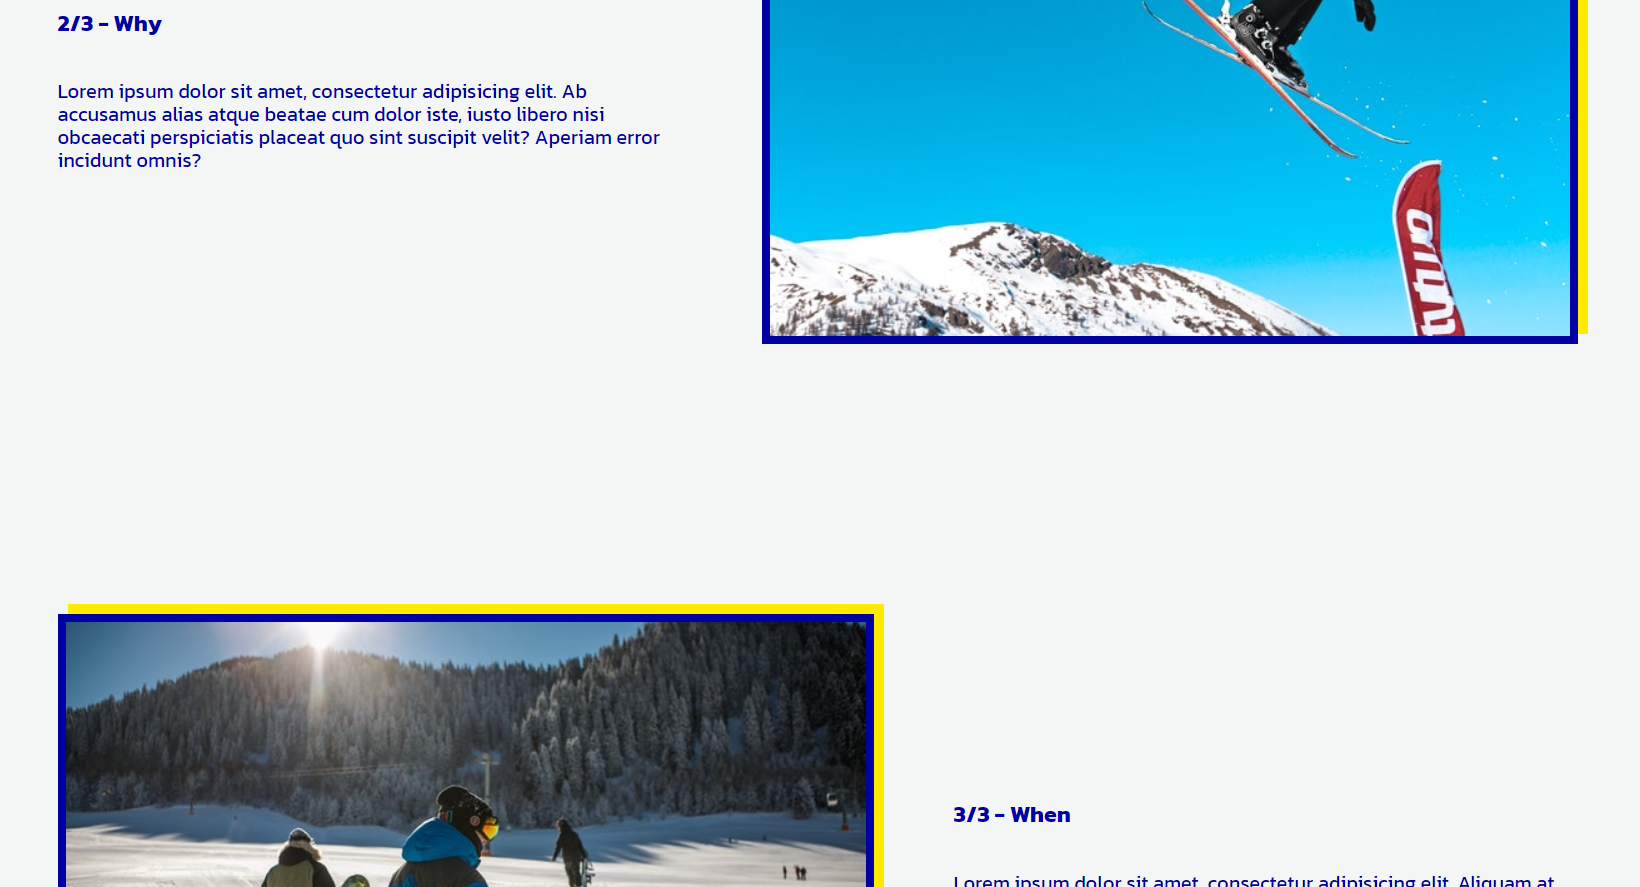 2/3 - Why
Lorem ipsum dolor sit amet, consectetur adipisicing elit. Ab
accusamus alias atque beatae cum dolor iste, iusto libero nisi
obcaecati perspiciatis placeat quo sint suscipit velit? Aperiam error
incidunt omnis?
3/3 - When
Lorem ipsum dolor sit amet, consectetur adipisicing elit. Aliquam at